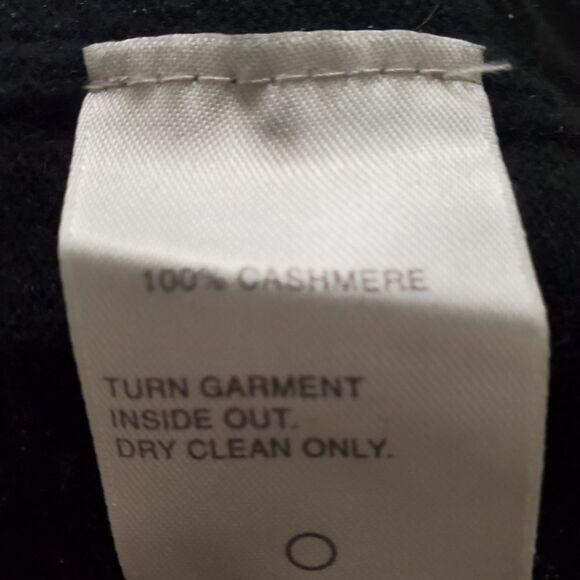 100% CASHMERE
TURN GARMENT
INSIDE OUT.
DRY CLEAN ONLY.